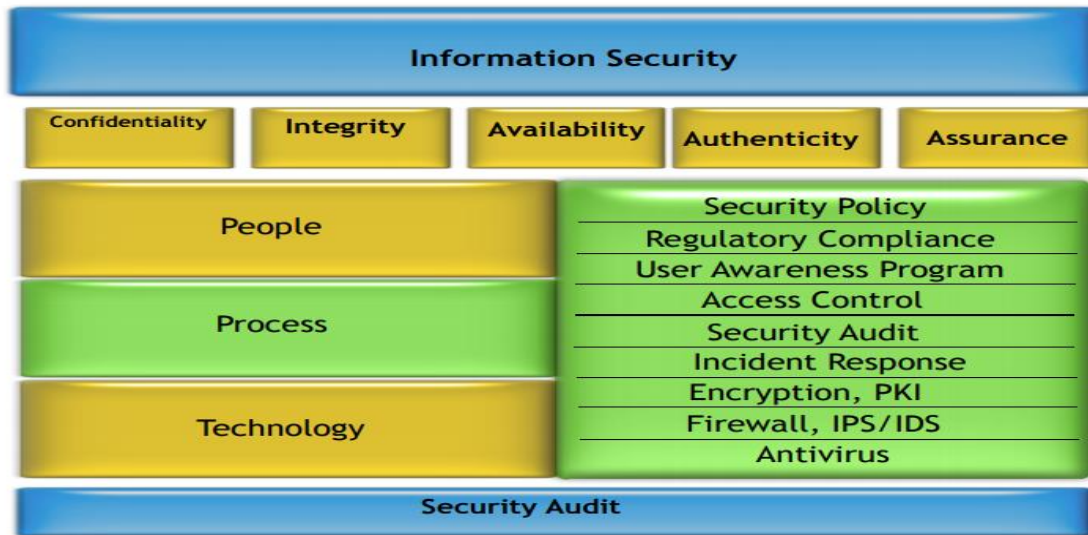 Information Security
Confidentiality
Integrity
Availability
Authenticity
Assurance
People
Process
Technology
Security Policy
Regulatory Compliance
User Awareness Program
Access Control
Security Audit
Incident Response
Encryption, PKI
Firewall, IPS/IDS
Antivirus
Security Audit